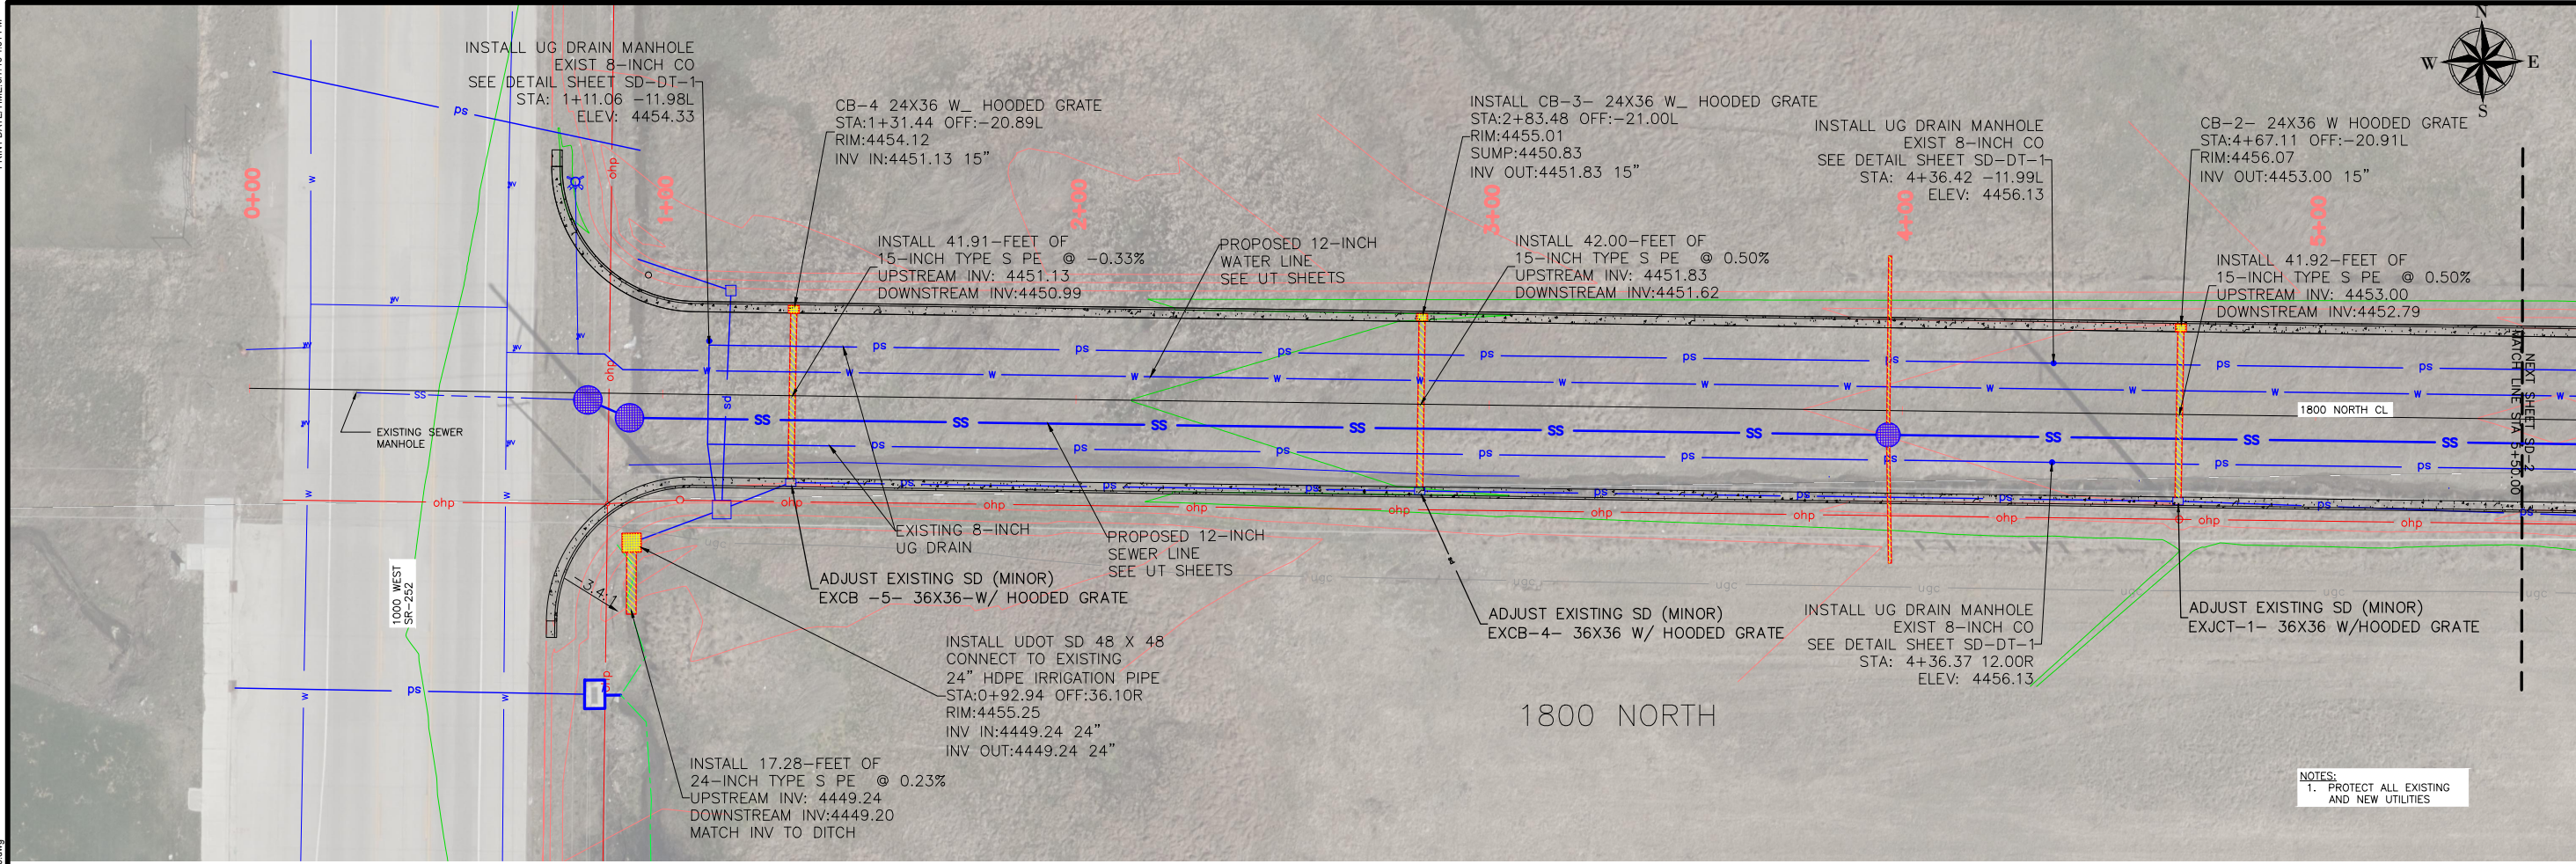 N
W
E
S
INSTALL UG DRAIN MANHOLE
EXIST 8-INCH CO
SEE DETAIL SHEET SD-DT-1
STA: 1+11.06 -11.98L
ELEV: 4454.33
CB-4 24X36 W_ HOODED GRATE
STA:1+31.44 OFF:-20.89L
RIM:4454.12
INV IN:4451.13 15"
INSTALL CB-3- 24X36 W_ HOODED GRATE
STA:2+83.48 OFF:-21.00L
RIM:4455.01
SUMP:4450.83
INV OUT:4451.83 15"
INSTALL UG DRAIN MANHOLE
EXIST 8-INCH CO
SEE DETAIL SHEET SD-DT-1
STA: 4+36.42 -11.99L
ELEV: 4456.13
CB-2- 24X36 W HOODED GRATE
STA:4+67.11 OFF:-20.91L
RIM:4456.07
INV OUT:4453.00 15"
0+00
1+00
2+00
3+00
4+00
5+00
INSTALL 41.91-FEET OF
15-INCH TYPE S PE @ -0.33%
UPSTREAM INV: 4451.13
DOWNSTREAM INV:4450.99
PROPOSED 12-INCH
WATER LINE
SEE UT SHEETS
INSTALL 42.00-FEET OF
15-INCH TYPE S PE @ 0.50%
UPSTREAM INV: 4451.83
DOWNSTREAM INV:4451.62
INSTALL 41.92-FEET OF
15-INCH TYPE S PE @ 0.50%
UPSTREAM INV: 4453.00
DOWNSTREAM INV:4452.79
MATCH LINE STA 5+50.00
NEXT SHEET SD-2
1800 NORTH CL
EXISTING SEWER
MANHOLE
EXISTING 8-INCH
UG DRAIN
PROPOSED 12-INCH
SEWER LINE
SEE UT SHEETS
ADJUST EXISTING SD (MINOR)
EXCB -5- 36X36-W/ HOODED GRATE
1000 WEST
SR-252
-3.4:1
ADJUST EXISTING SD (MINOR)
EXCB-4- 36X36 W/ HOODED GRATE
INSTALL UG DRAIN MANHOLE
EXIST 8-INCH CO
SEE DETAIL SHEET SD-DT-1
STA: 4+36.37 12.00R
ELEV: 4456.13
ADJUST EXISTING SD (MINOR)
EXJCT-1- 36X36 W/HOODED GRATE
INSTALL UDOT SD 48 X 48
CONNECT TO EXISTING
24" HDPE IRRIGATION PIPE
STA:0+92.94 OFF:36.10R
RIM:4455.25
INV IN:4449.24 24"
INV OUT:4449.24 24"
1800 NORTH
INSTALL 17.28-FEET OF
24-INCH TYPE S PE @ 0.23%
UPSTREAM INV: 4449.24
DOWNSTREAM INV:4449.20
MATCH INV TO DITCH
NOTES:
1. PROTECT ALL EXISTING
AND NEW UTILITIES